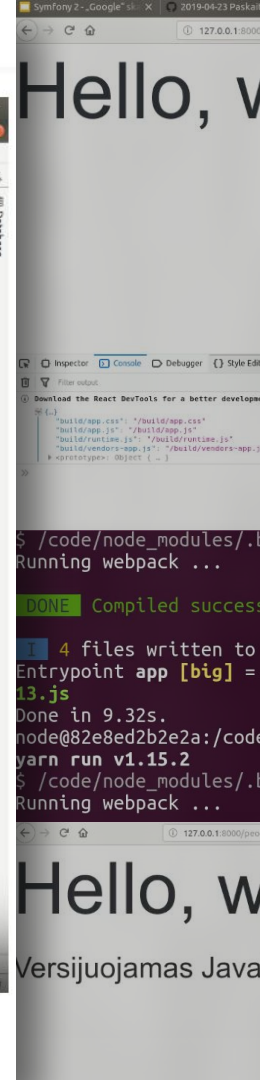 Symfony 2 - „Google“
2019-04-23 Paskait
127.0.0.1:8000
Hello, w
Database
Inspector Console Debugger {} Style Edit
Filter output
Download the React DevTools for a better developme
{…}
"build/app.css": "/build/app.css"
"build/app.js": "/build/app.js"
"build/runtime.js": "/build/runtime.js"
"build/vendors~app.js": "/build/vendors~app.j
<prototype>: Object { … }
$ /code/node_modules/.b
Running webpack ...
DONE Compiled success
I 4 files written to
Entrypoint app [big] =
13.js
Done in 9.32s.
node@82e8ed2b2e2a:/code
yarn run v1.15.2
$ /code/node_modules/.b
Running webpack ...
127.0.0.1:8000/peo
Hello, w
Versijuojamas Java